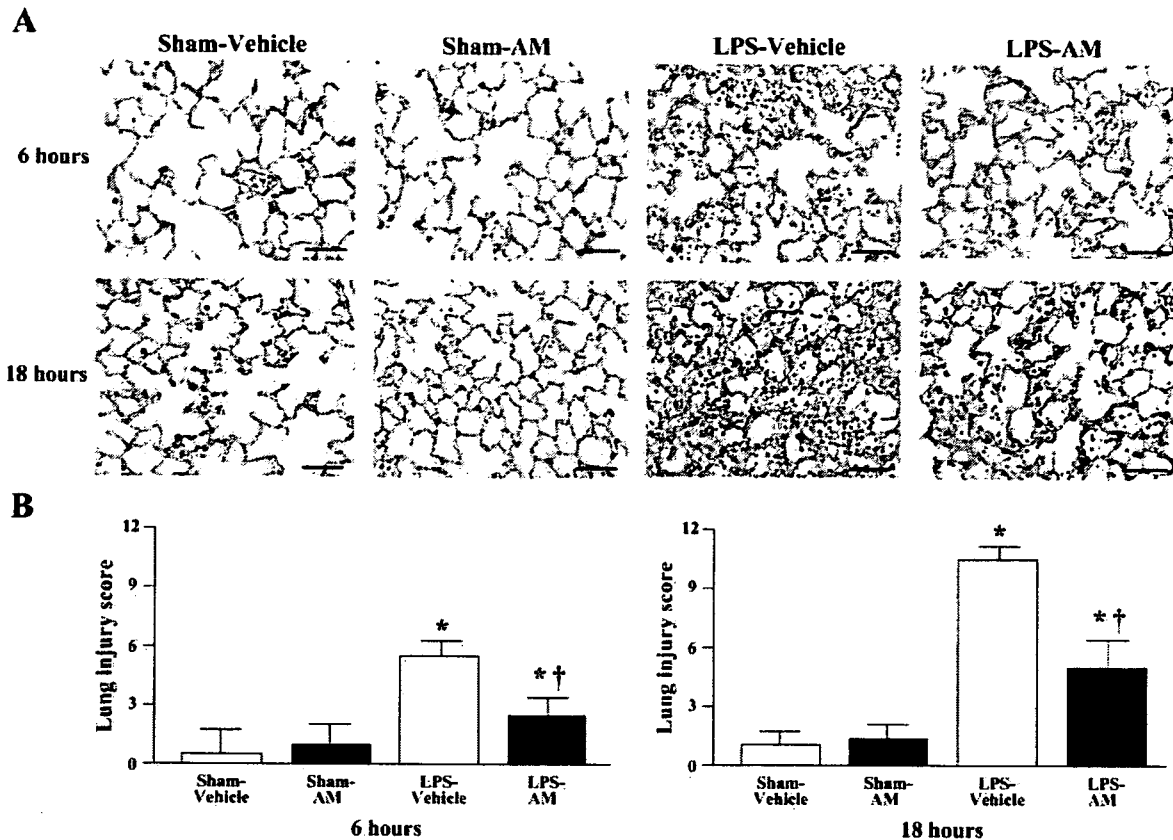 A
Sham-Vehicle
Sham-AM
LPS-Vehicle
LPS-AM
6 hours
18 hours
B
Lung injury score
12
9
6
3
0
*
* †
Sham-Vehicle
Sham-AM
LPS-Vehicle
LPS-AM
6 hours
Lung injury score
12
9
6
3
0
*
* †
Sham-Vehicle
Sham-AM
LPS-Vehicle
LPS-AM
18 hours